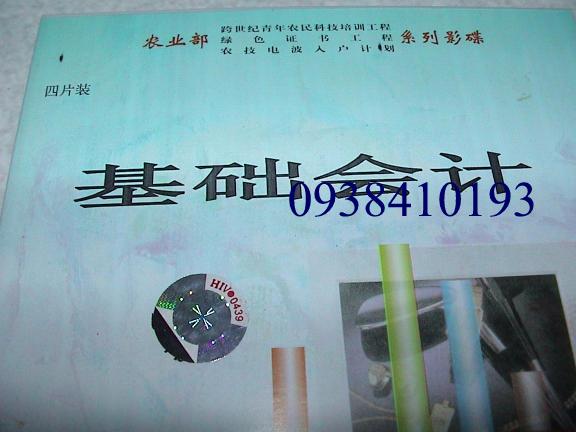 跨世纪青年农民科技培训工程
农业部 绿色证书工程 系列影碟
农技电波入户计划
四片装
基础会计
0938410193
HIV 0439